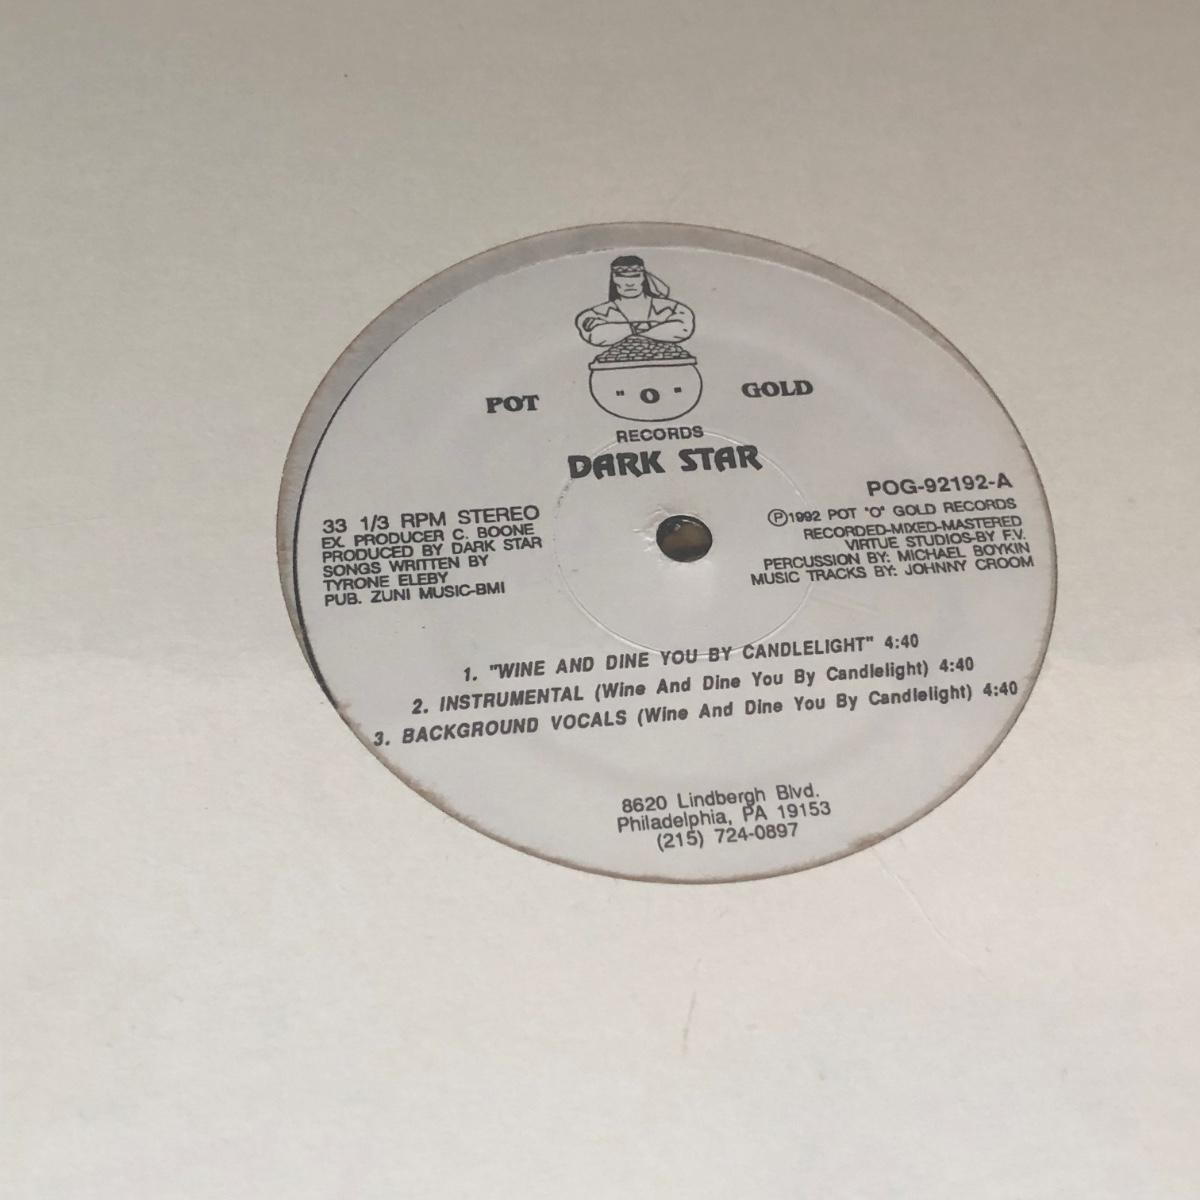 POT " O " GOLD
RECORDS
DARK STAR
33 1/3 RPM STEREO
EX. PRODUCER C. BOONE
PRODUCED BY DARK STAR
SONGS WRITTEN BY
TYRONE ELEBY
PUB. ZUNI MUSIC-BMI
POG-92192-A
Ⓟ1992 POT "O" GOLD RECORDS
RECORDED-MIXED-MASTERED
VIRTUE STUDIOS-BY F.V.
PERCUSSION BY: MICHAEL BOYKIN
MUSIC TRACKS BY: JOHNNY CROOM
1. "WINE AND DINE YOU BY CANDLELIGHT" 4:40
2. INSTRUMENTAL (Wine And Dine You By Candlelight) 4:40
3. BACKGROUND VOCALS (Wine And Dine You By Candlelight) 4:40
8620 Lindbergh Blvd.
Philadelphia, PA 19153
(215) 724-0897